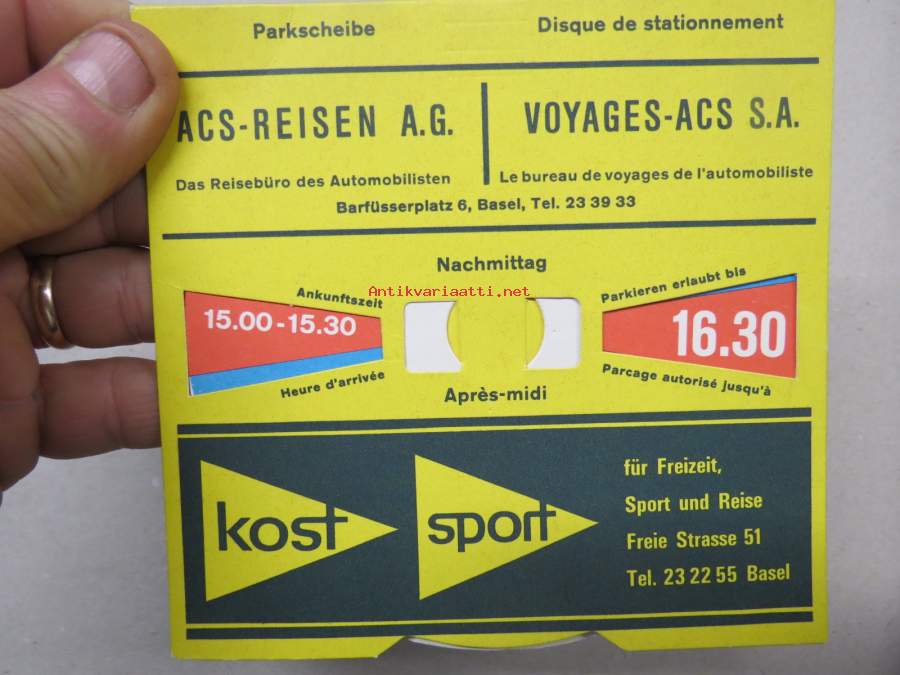 Parkscheibe
Disque de stationnement
ACS-REISEN A.G.
VOYAGES-ACS S.A.
Das Reisebüro des Automobilisten
Le bureau de voyages de l'automobiliste
Barfüsserplatz 6, Basel, Tel. 23 39 33
Nachmittag
Ankunftszeit
15.00-15.30
Heure d'arrivée
Antikvariaatti.net
Parkieren erlaubt bis
16.30
Parcage autorisé jusqu'à
Après-midi
kost
sport
für Freizeit,
Sport und Reise
Freie Strasse 51
Tel. 23 22 55 Basel